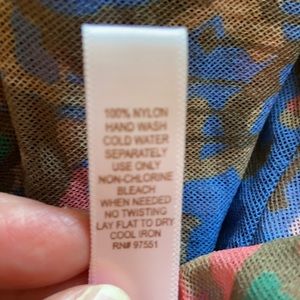 100% NYLON
HAND WASH
COLD WATER
SEPARATELY
USE ONLY
NON-CHLORINE
BLEACH
WHEN NEEDED
NO TWISTING
LAY FLAT TO DRY
COOL IRON
RN# 97551